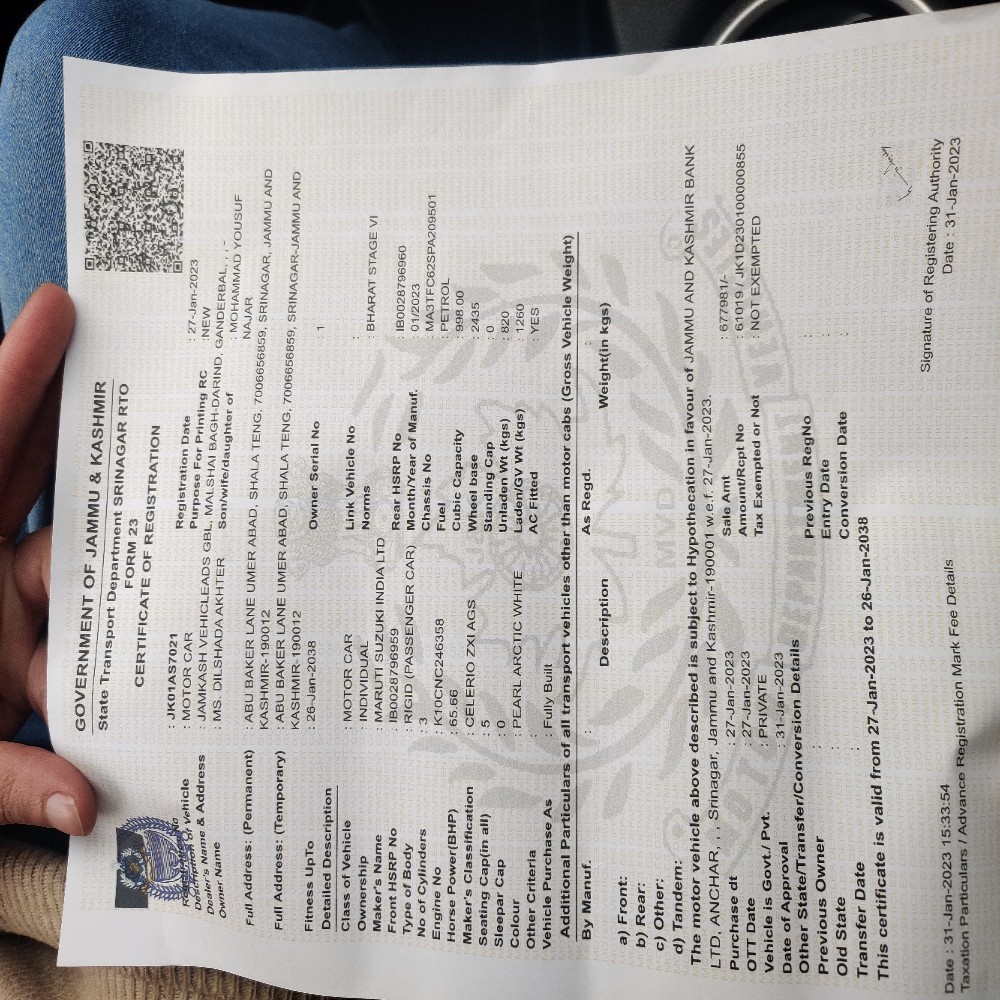 GOVERNMENT OF JAMMU & KASHMIR
State Transport Department SRINAGAR RTO
FORM 23
CERTIFICATE OF REGISTRATION
: JK01AS7021 Registration Date : 27-Jan-2023
Description of Vehicle : MOTOR CAR Purpose For Printing RC : NEW
Dealer's Name & Address : JAMKASH VEHICLEADS GBL, MALSHAI BAGH-DARIND, GANDERBAL, , , -
Owner Name : MS. DILSHADA AKHTER Son/wife/daughter of : MOHAMMAD YOUSUF
NAJAR
Full Address: (Permanent) : ABU BAKER LANE UMER ABAD, SHALA TENG, 7006656859, SRINAGAR, JAMMU AND
KASHMIR-190012
Full Address: (Temporary) : ABU BAKER LANE UMER ABAD, SHALA TENG, 7006656859, SRINAGAR-JAMMU AND
KASHMIR-190012
Fitness UpTo : 26-Jan-2038 Owner Serial No : 1
Detailed Description
Class of Vehicle : MOTOR CAR Link Vehicle No :
Ownership : INDIVIDUAL Norms : BHARAT STAGE VI
Maker's Name : MARUTI SUZUKI INDIA LTD
Front HSRP No : IB0028796959 Rear HSRP No : IB0028796960
Type of Body : RIGID (PASSENGER CAR) Month/Year of Manuf. : 01/2023
No of Cylinders : 3 Chassis No : MA3TFC62SPA209501
Engine No : K10CNC246358 Fuel : PETROL
Horse Power(BHP) : 65.66 Cubic Capacity : 998.00
Maker's Classification : CELERIO ZXI AGS Wheel base : 2435
Seating Cap(in all) : 5 Standing Cap : 0
Sleepar Cap : 0 Unladen Wt (kgs) : 820
Colour : PEARL ARCTIC WHITE Laden/GV Wt (kgs) : 1260
Other Criteria : AC Fitted : YES
Vehicle Purchase As : Fully Built
Additional Particulars of all transport vehicles other than motor cabs (Gross Vehicle Weight)
By Manuf. : As Regd. :
Description Weight(in kgs)
a) Front:
b) Rear:
c) Other:
d) Tandem:
The motor vehicle above described is subject to Hypothecation in favour of JAMMU AND KASHMIR BANK
LTD, ANCHAR, , , Srinagar, Jammu and Kashmir-190001 w.e.f. 27-Jan-2023.
Purchase dt : 27-Jan-2023 Sale Amt : 677981/-
OTT Date : 27-Jan-2023 Amount/Rcpt No : 61019 / JK1D230100000855
Vehicle is Govt./ Pvt. : PRIVATE Tax Exempted or Not : NOT EXEMPTED
Date of Approval : 31-Jan-2023
Other State/Transfer/Conversion Details
Previous Owner : Previous RegNo :
Old State : Entry Date :
Transfer Date : Conversion Date :
This certificate is valid from 27-Jan-2023 to 26-Jan-2038
Signature of Registering Authority
Date : 31-Jan-2023 15:33:54 Date : 31-Jan-2023
Taxation Particulars / Advance Registration Mark Fee Details
MMD